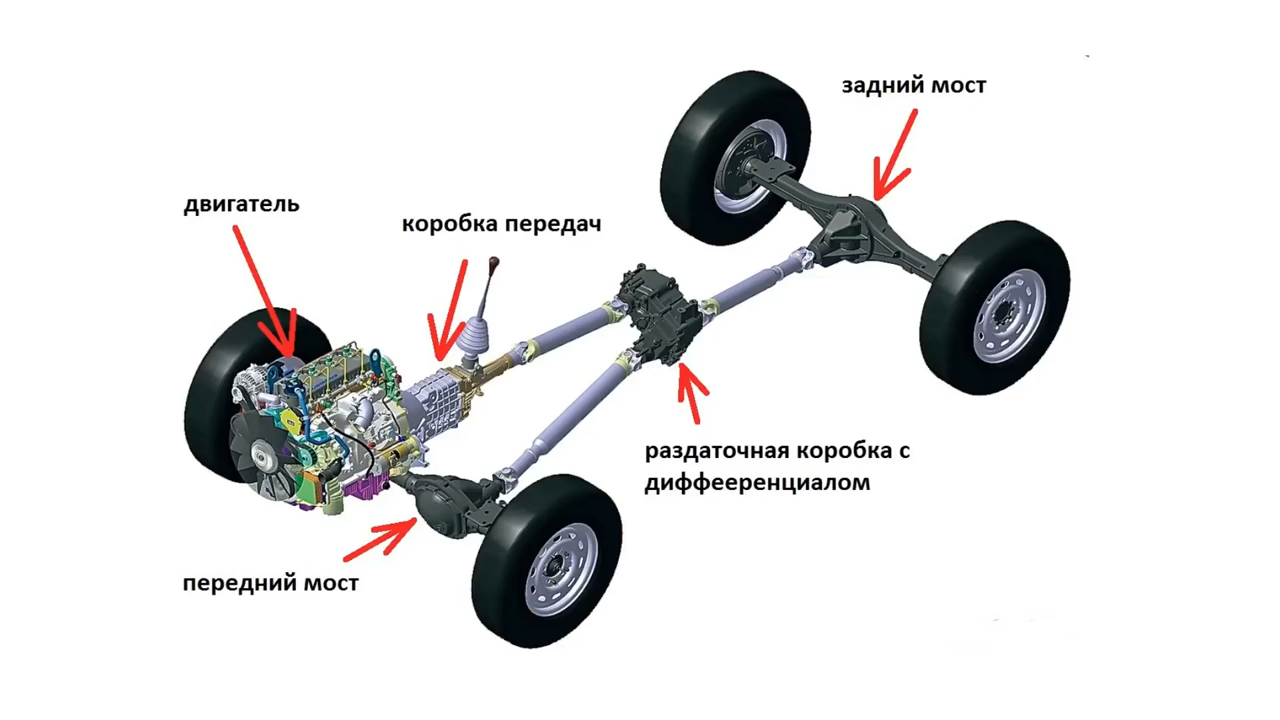 задний мост
двигатель
коробка передач
раздаточная коробка с
диффееренциалом
передний мост